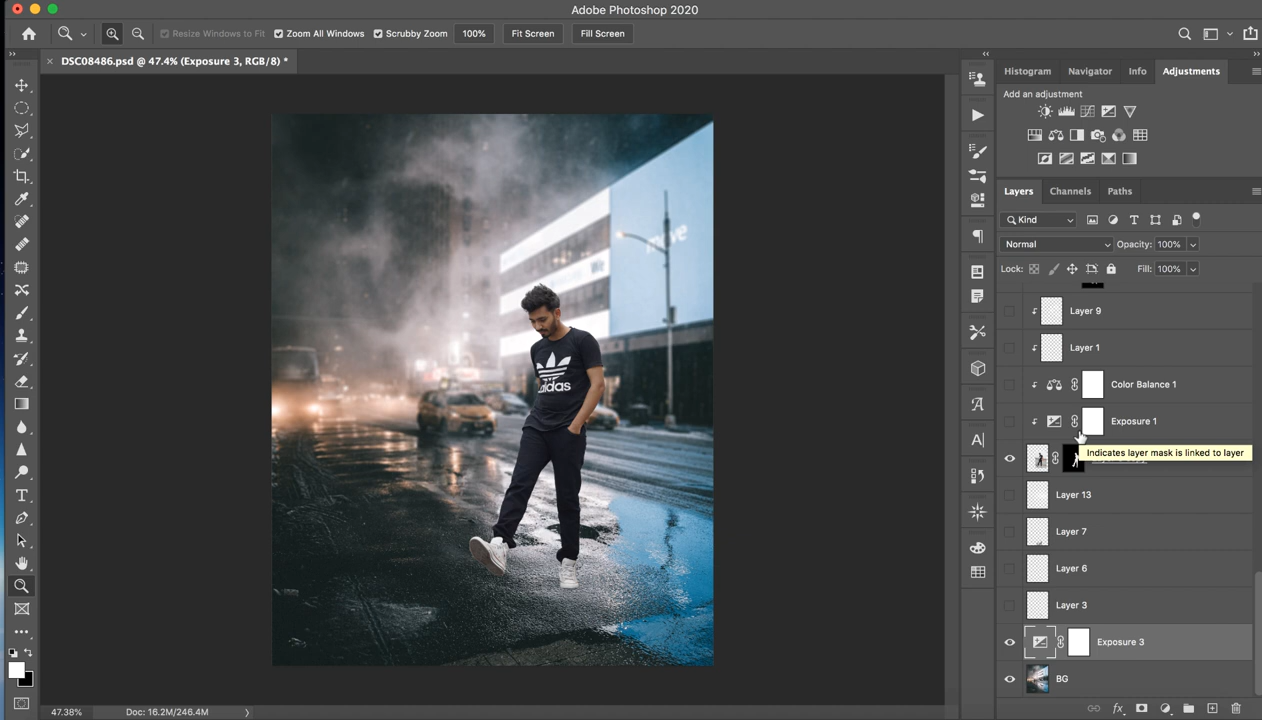 Adobe Photoshop 2020
Resize Windows to Fit Zoom All Windows Scrubby Zoom 100% Fit Screen Fill Screen
DSC08486.psd @ 47.4% (Exposure 3, RGB/8) *
Histogram Navigator Info Adjustments
Add an adjustment
Layers Channels Paths
Kind
Normal Opacity: 100%
Lock: Fill: 100%
Layer 9
Layer 1
Color Balance 1
Exposure 1
Indicates layer mask is linked to layer
Layer 13
Layer 7
Layer 6
Layer 3
Exposure 3
BG
move
adidas
47.38% Doc: 16.2M/246.4M